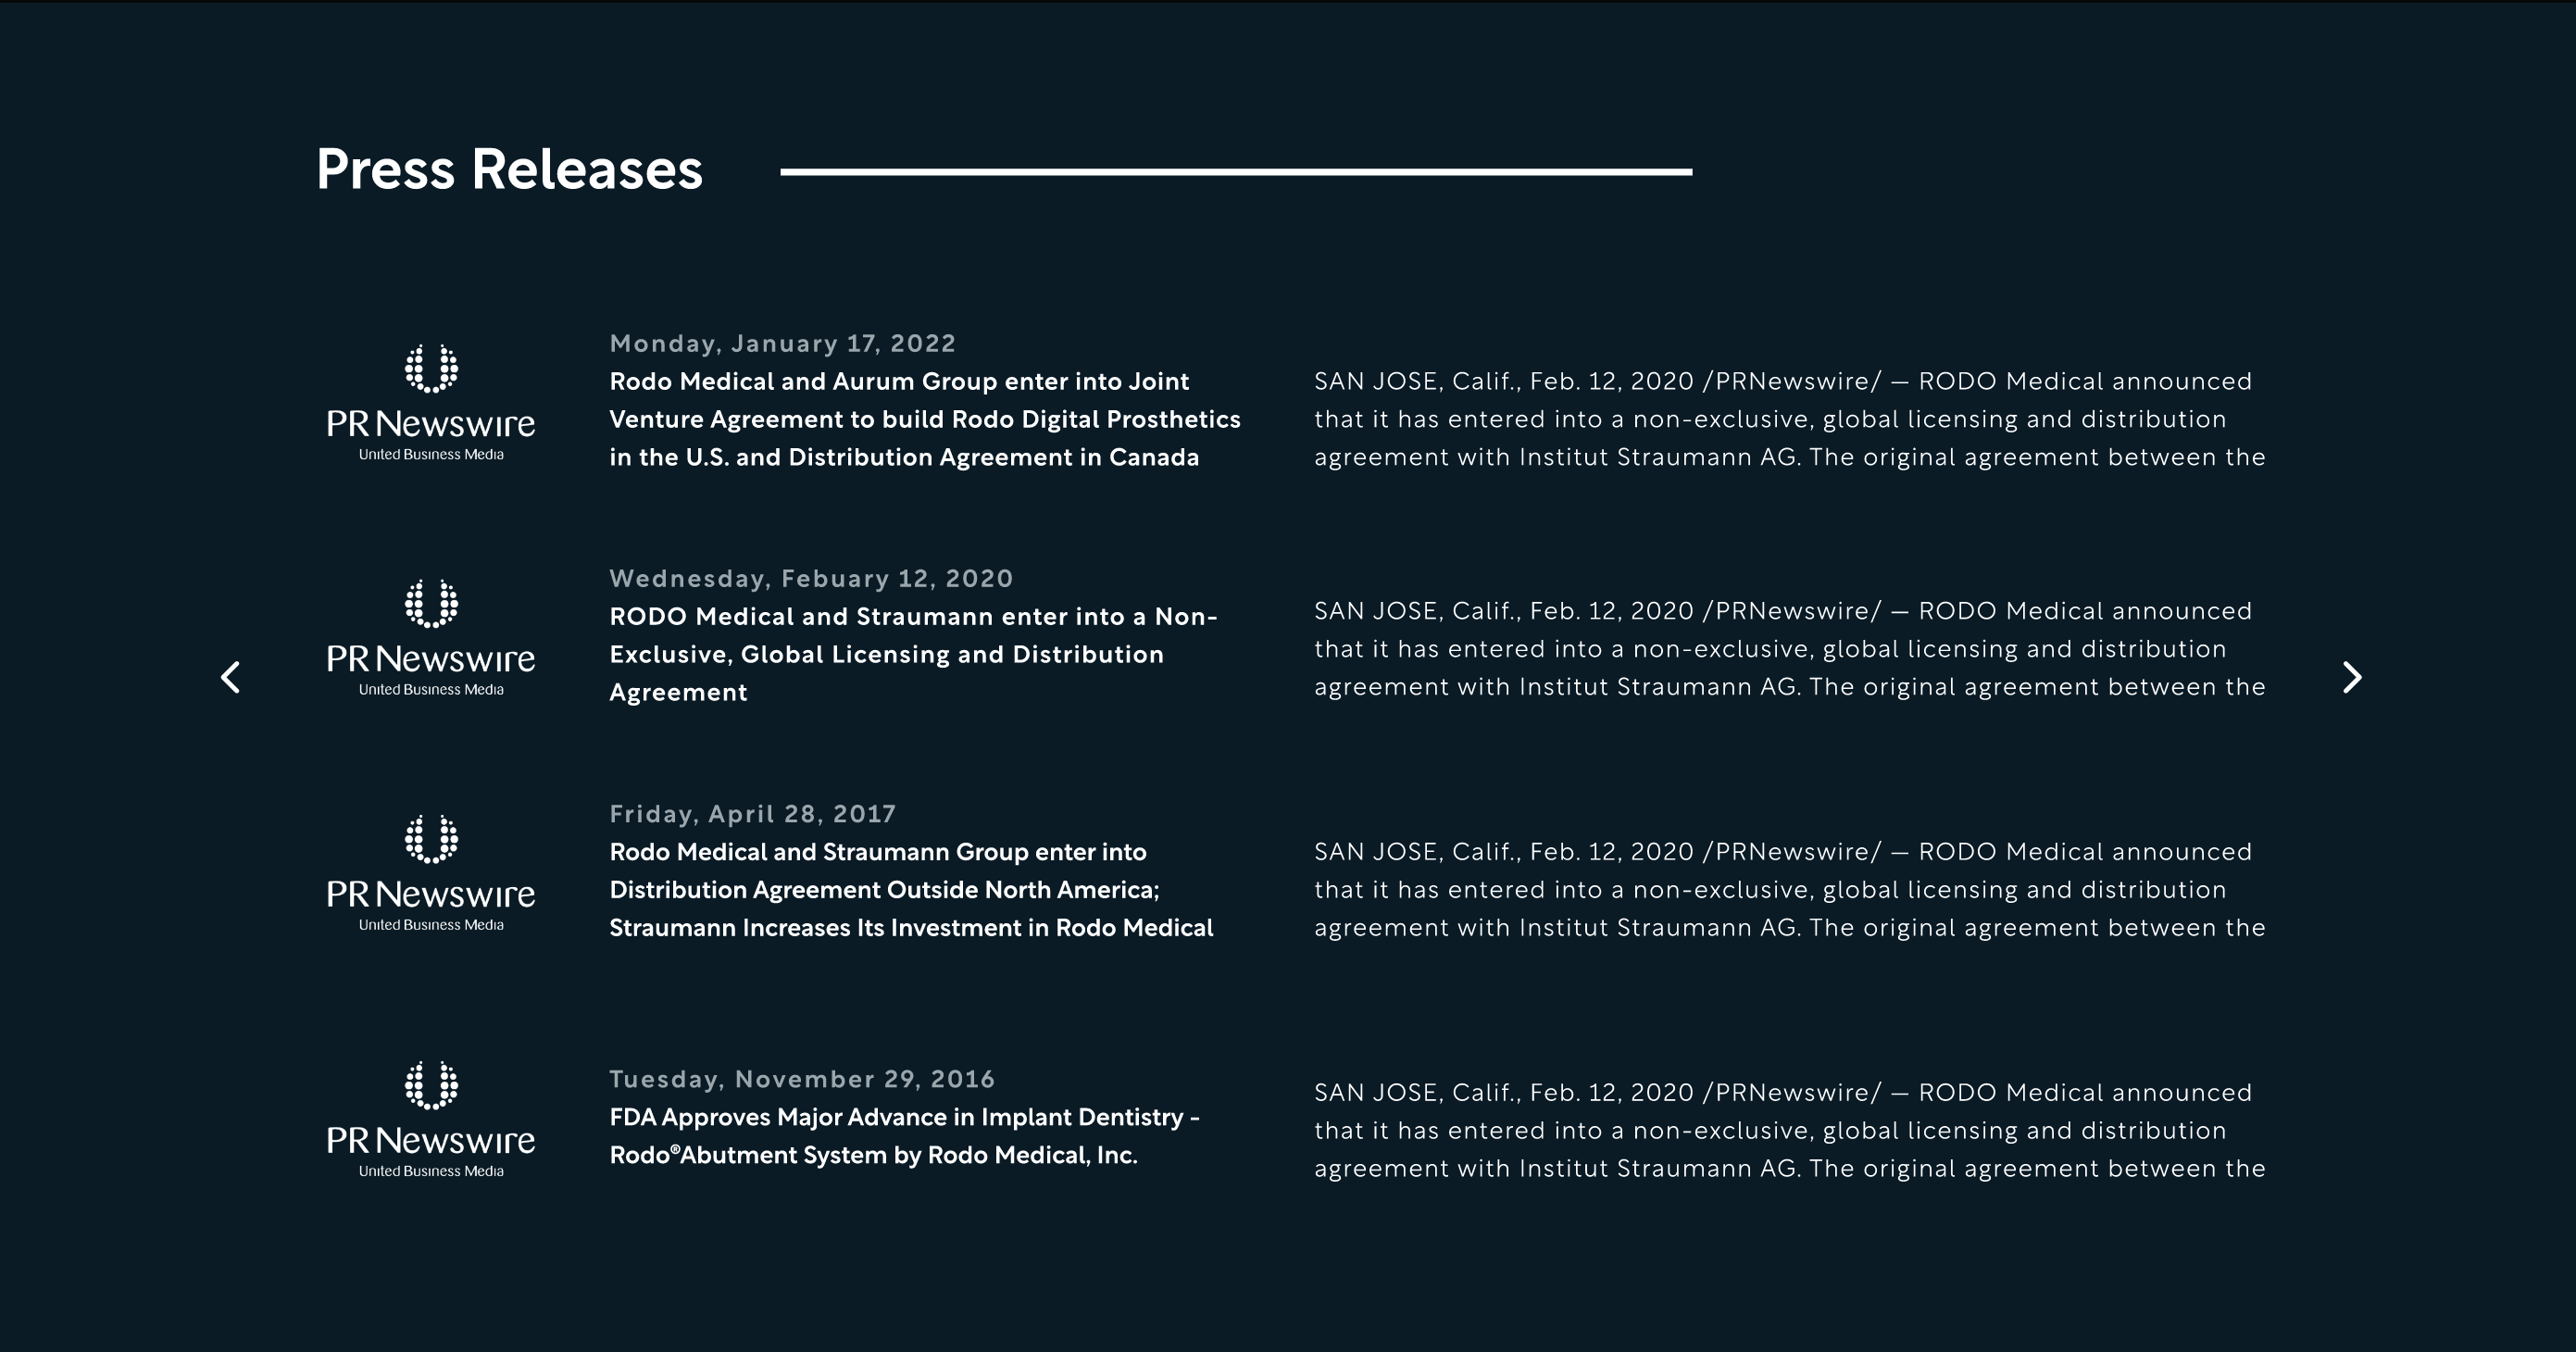 Press Releases
PR Newswire
United Business Media
Monday, January 17, 2022
Rodo Medical and Aurum Group enter into Joint
Venture Agreement to build Rodo Digital Prosthetics
in the U.S. and Distribution Agreement in Canada
SAN JOSE, Calif., Feb. 12, 2020 /PRNewswire/ — RODO Medical announced
that it has entered into a non-exclusive, global licensing and distribution
agreement with Institut Straumann AG. The original agreement between the
PR Newswire
United Business Media
Wednesday, Febuary 12, 2020
RODO Medical and Straumann enter into a Non-
Exclusive, Global Licensing and Distribution
Agreement
SAN JOSE, Calif., Feb. 12, 2020 /PRNewswire/ — RODO Medical announced
that it has entered into a non-exclusive, global licensing and distribution
agreement with Institut Straumann AG. The original agreement between the
PR Newswire
United Business Media
Friday, April 28, 2017
Rodo Medical and Straumann Group enter into
Distribution Agreement Outside North America;
Straumann Increases Its Investment in Rodo Medical
SAN JOSE, Calif., Feb. 12, 2020 /PRNewswire/ — RODO Medical announced
that it has entered into a non-exclusive, global licensing and distribution
agreement with Institut Straumann AG. The original agreement between the
PR Newswire
United Business Media
Tuesday, November 29, 2016
FDA Approves Major Advance in Implant Dentistry -
Rodo®Abutment System by Rodo Medical, Inc.
SAN JOSE, Calif., Feb. 12, 2020 /PRNewswire/ — RODO Medical announced
that it has entered into a non-exclusive, global licensing and distribution
agreement with Institut Straumann AG. The original agreement between the